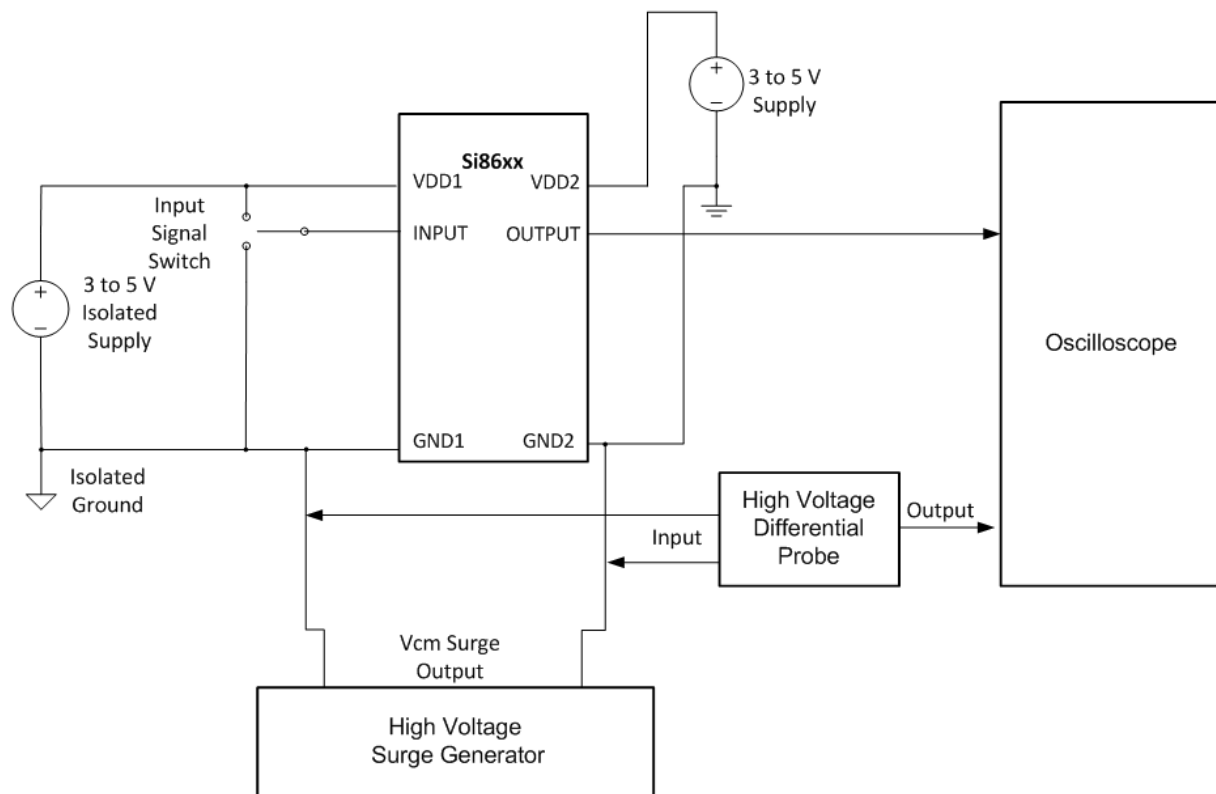 3 to 5 V
Supply
+
−
Si86xx
VDD1
VDD2
Input
Signal
Switch
INPUT
OUTPUT
3 to 5 V
Isolated
Supply
+
−
Oscilloscope
GND1
GND2
Isolated
Ground
High Voltage
Differential
Probe
Input
Output
Vcm Surge
Output
High Voltage
Surge Generator